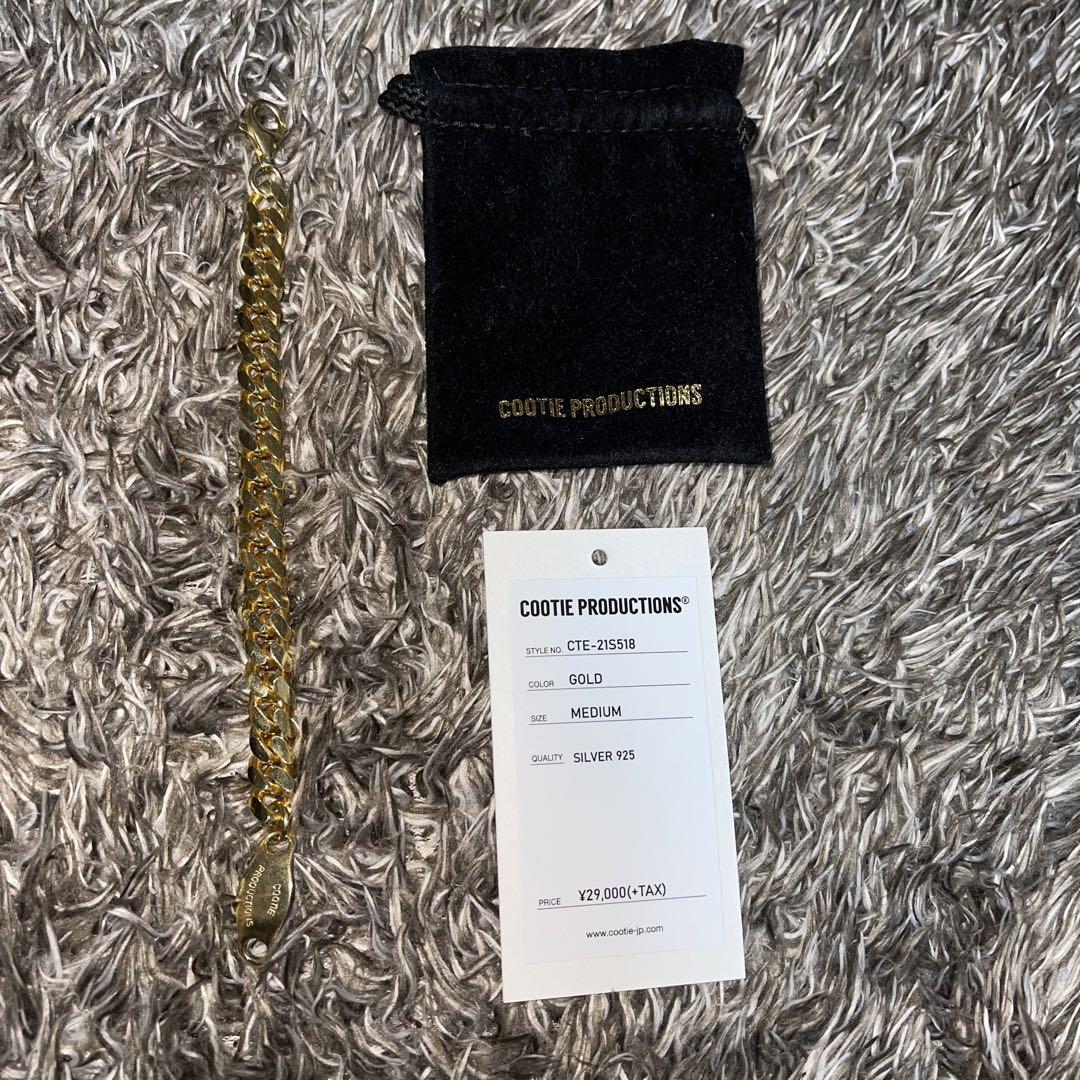 COOTIE PRODUCTIONS
COOTIE PRODUCTIONS®
STYLE NO. CTE-21S518
COLOR GOLD
SIZE MEDIUM
QUALITY SILVER 925
PRICE ¥29,000(+TAX)
www.cootie-jp.com
COOTIE
PRODUCTIONS